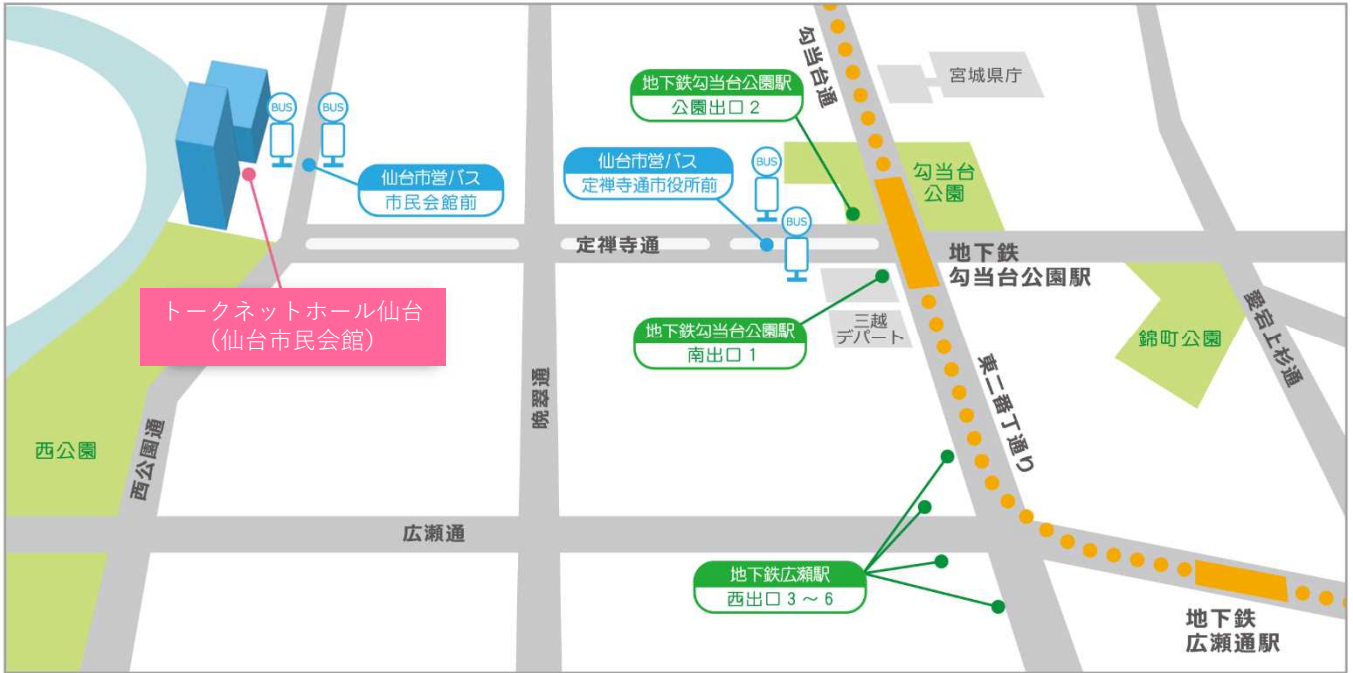 勾当台通
宮城県庁
地下鉄勾当台公園駅
公園出口2
BUS
BUS
仙台市営バス
市民会館前
仙台市営バス
定禅寺通市役所前
BUS
BUS
勾当台
公園
定禅寺通
地下鉄
勾当台公園駅
トークネットホール仙台
(仙台市民会館)
地下鉄勾当台公園駅
南出口1
三越
デパート
錦町公園
愛宕上杉通
晩翠通
東二番丁通り
西公園
西公園通
広瀬通
地下鉄広瀬駅
西出口3~6
地下鉄
広瀬通駅